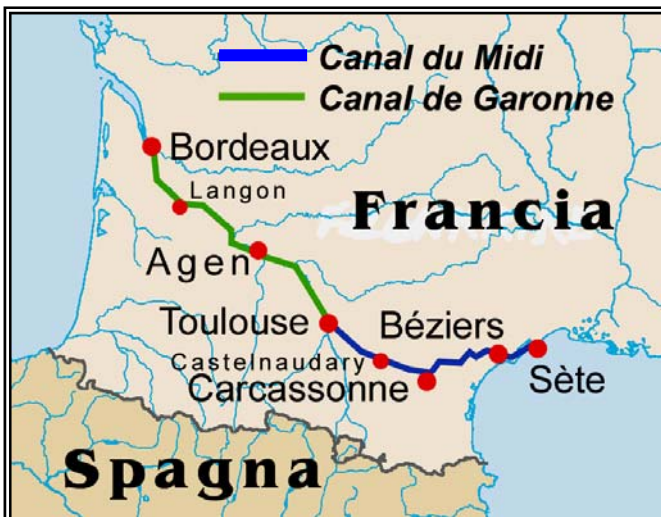 Canal du Midi
Canal de Garonne
Bordeaux
Langon
Francia
Agen
Toulouse
Béziers
Castelnaudary
Carcassonne
Sète
Spagna